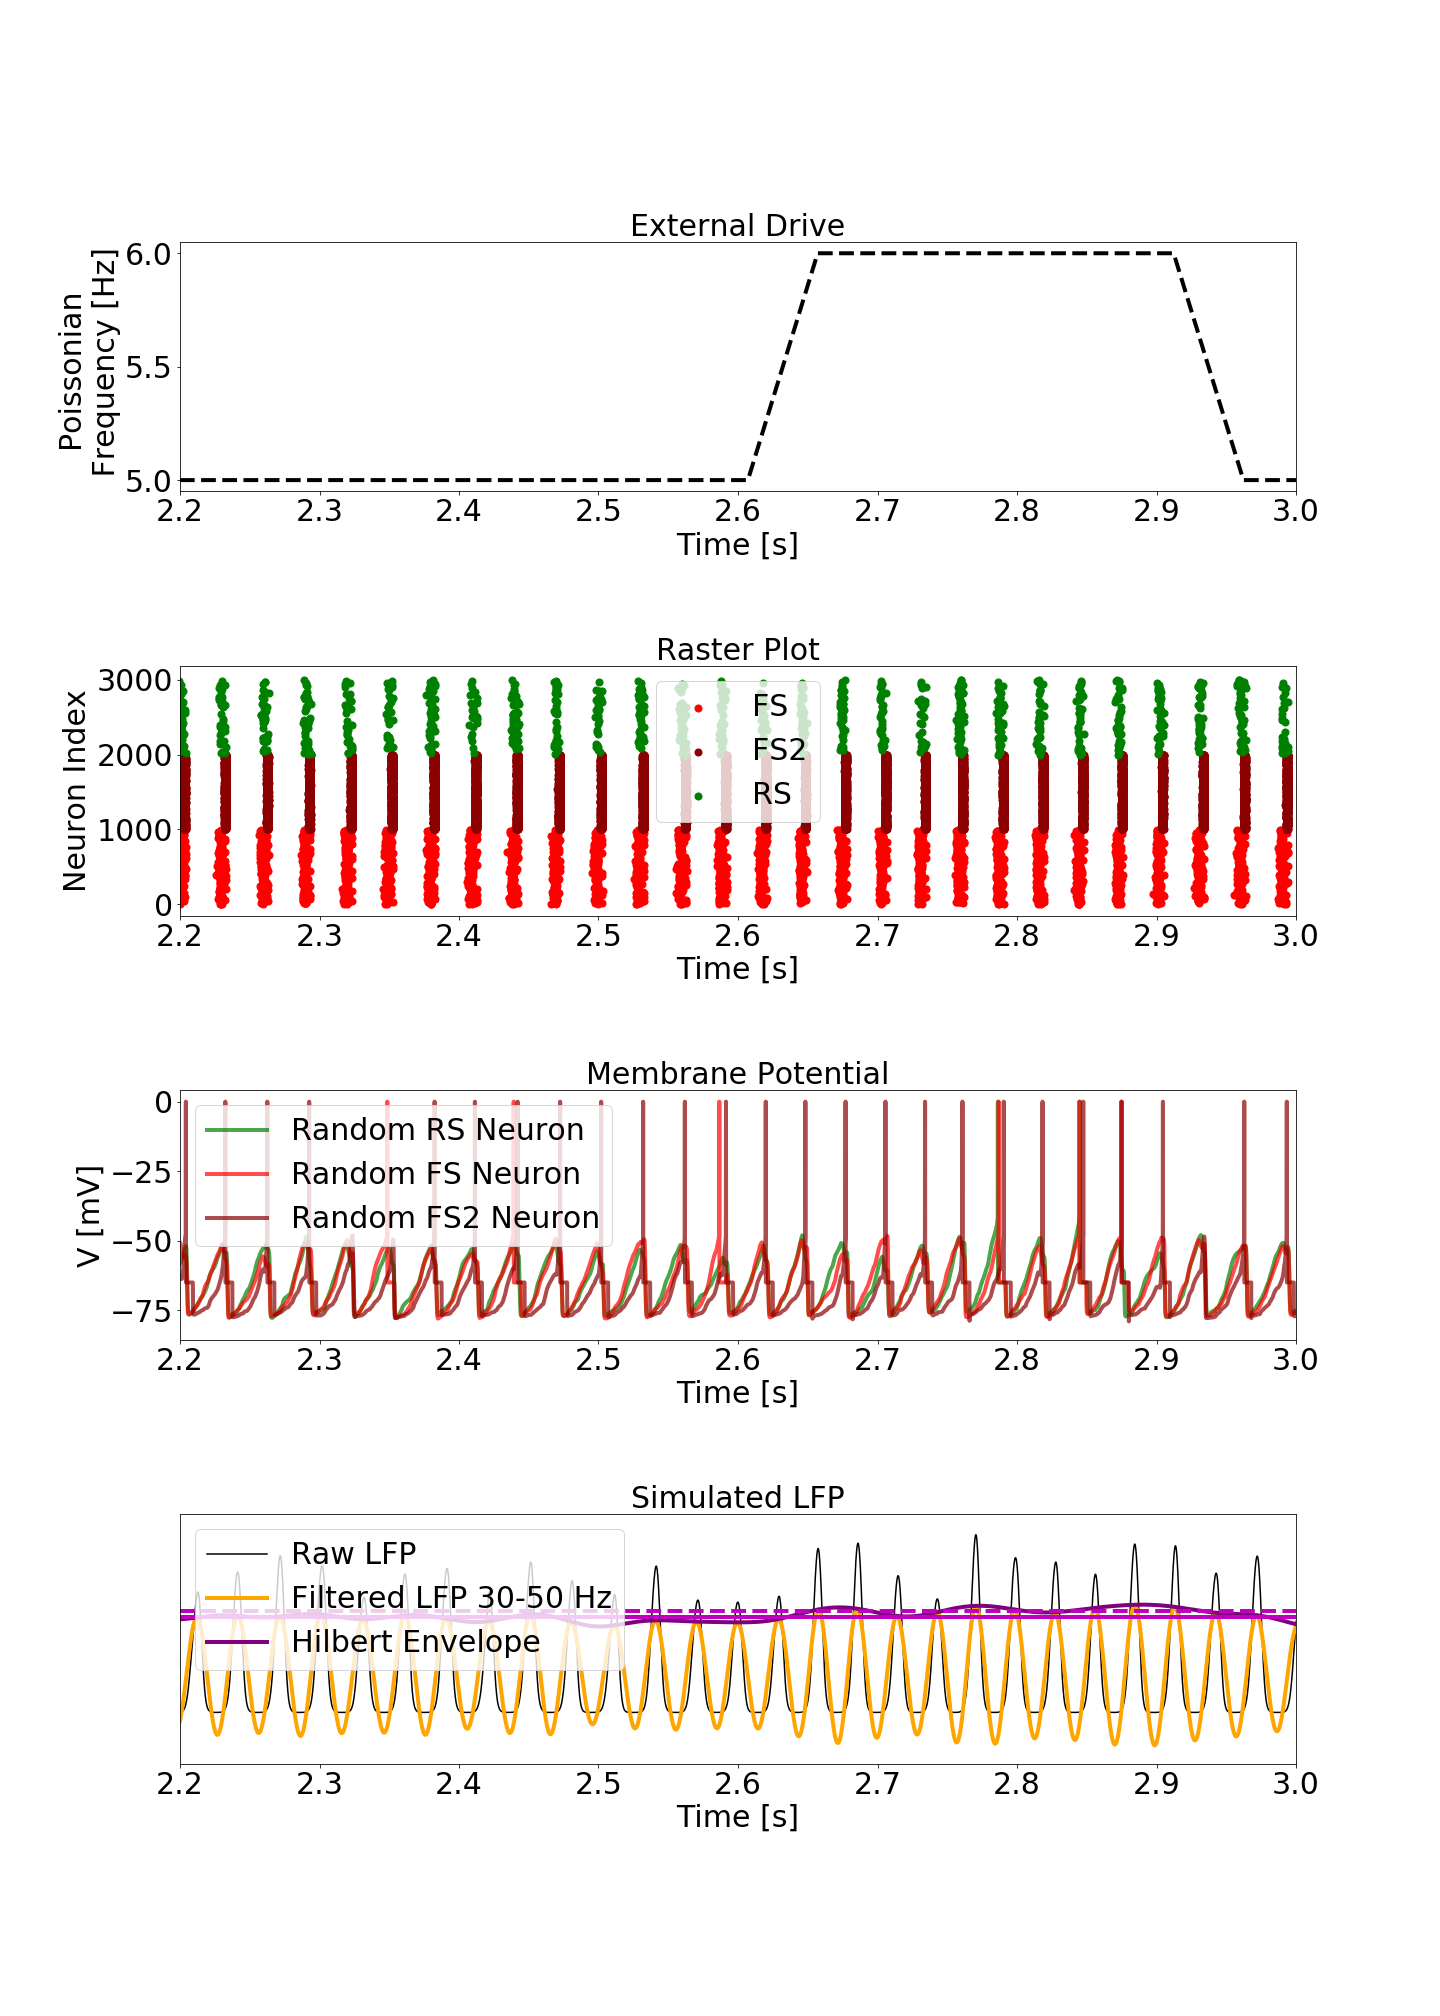 External Drive
Poissonian
Frequency [Hz]
6.0
5.5
5.0
2.2 2.3 2.4 2.5 2.6 2.7 2.8 2.9 3.0
Time [s]
Raster Plot
Neuron Index
3000
2000
1000
0
FS
FS2
RS
2.2 2.3 2.4 2.5 2.6 2.7 2.8 2.9 3.0
Time [s]
Membrane Potential
V [mV]
0
−25
−50
−75
Random RS Neuron
Random FS Neuron
Random FS2 Neuron
2.2 2.3 2.4 2.5 2.6 2.7 2.8 2.9 3.0
Time [s]
Simulated LFP
Raw LFP
Filtered LFP 30-50 Hz
Hilbert Envelope
2.2 2.3 2.4 2.5 2.6 2.7 2.8 2.9 3.0
Time [s]